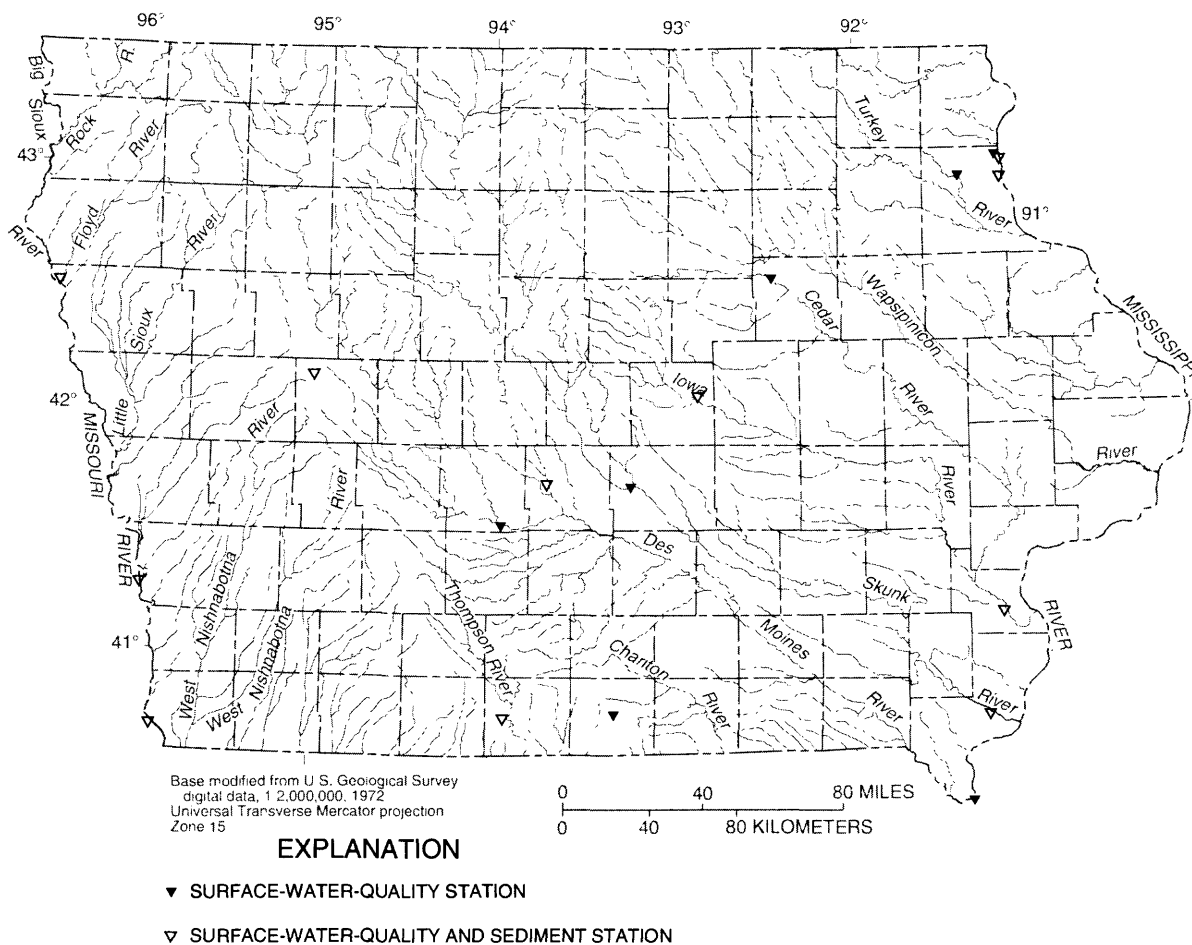 96° 95° 94° 93° 92°
Big
Sioux
R.
Rock
River
43°
Turkey
River
91°
River
Floyd
River
Little
Sioux
Cedar
Wapsipinicon
MISSISSIPPI
42°
MISSOURI
River
Iowa
River
River
River
River
RIVER
Des
Skunk
RIVER
Nishnabotna
Nishnabotna
Thompson River
Moines
41°
Chariton
River
River
River
West
West
Base modified from U S. Geological Survey
digital data, 1 2,000,000, 1972
Universal Transverse Mercator projection
Zone 15
0 40 80 MILES
0 40 80 KILOMETERS
EXPLANATION
SURFACE-WATER-QUALITY STATION
SURFACE-WATER-QUALITY AND SEDIMENT STATION